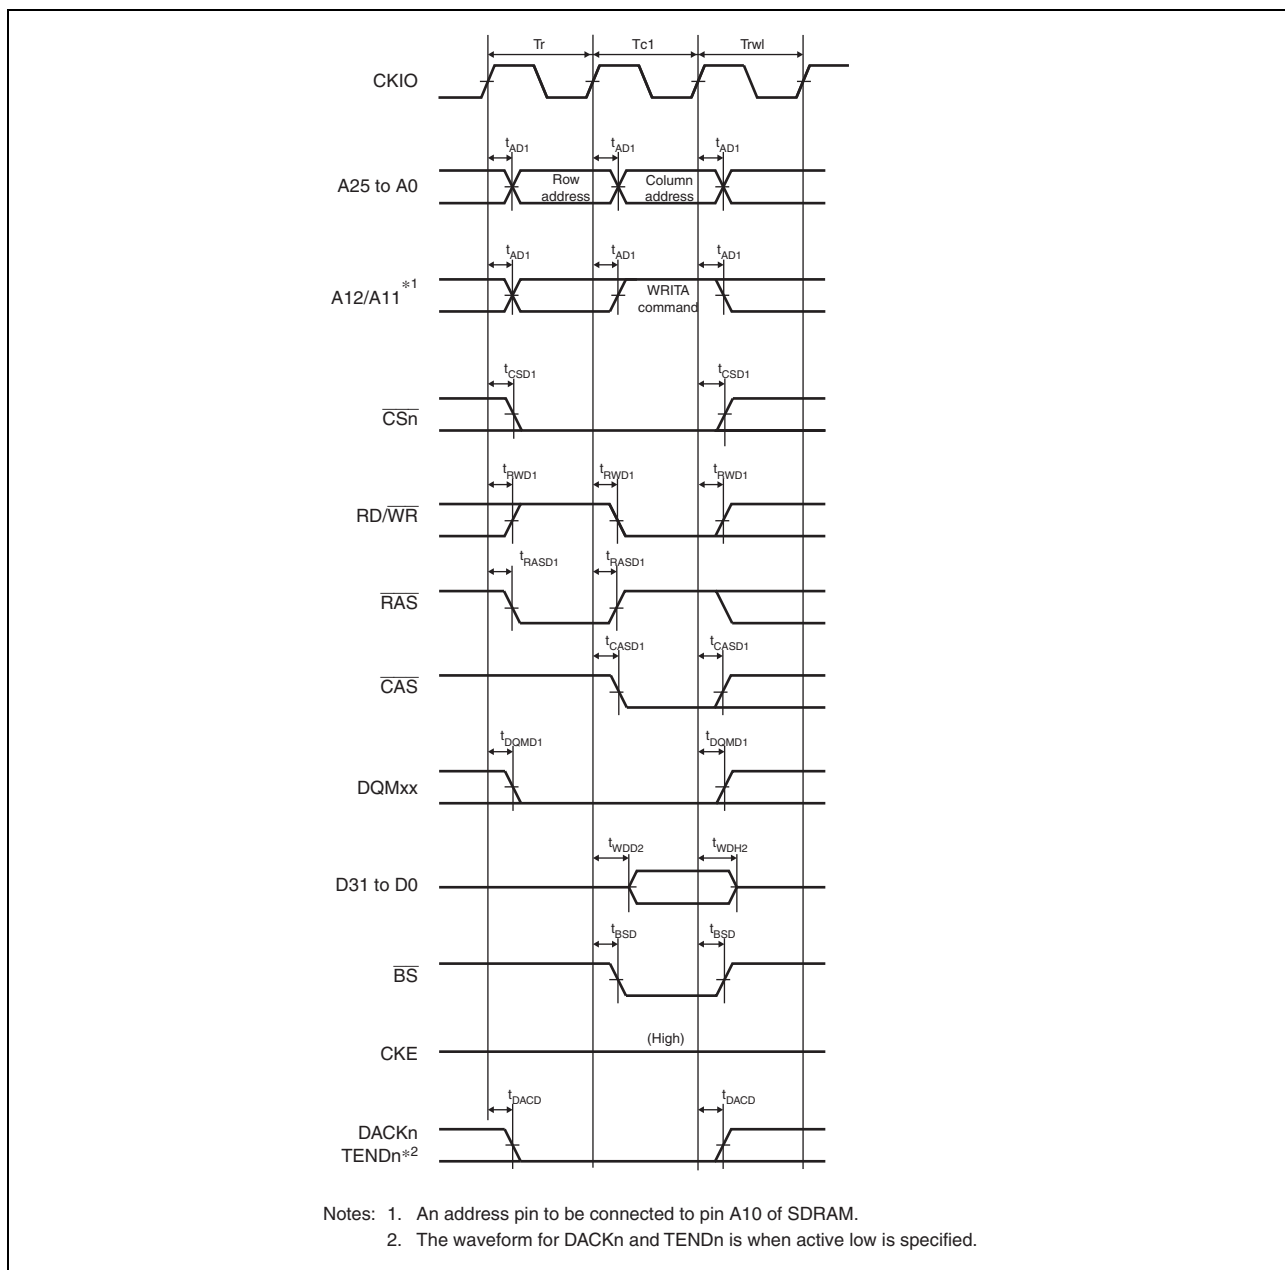 Tr Tc1 Trwl
CKIO
tAD1 tAD1 tAD1
A25 to A0
Row address
Column address
tAD1 tAD1 tAD1
A12/A11*1
WRITA command
tCSD1 tCSD1
CSn
tRWD1 tRWD1 tRWD1
RD/WR
tRASD1 tRASD1
RAS
tCASD1 tCASD1
CAS
tDQMD1 tDQMD1
DQMxx
tWDD2 tWDH2
D31 to D0
tBSD tBSD
BS
(High)
CKE
tDACD tDACD
DACKn
TENDn*2
Notes: 1. An address pin to be connected to pin A10 of SDRAM.
2. The waveform for DACKn and TENDn is when active low is specified.